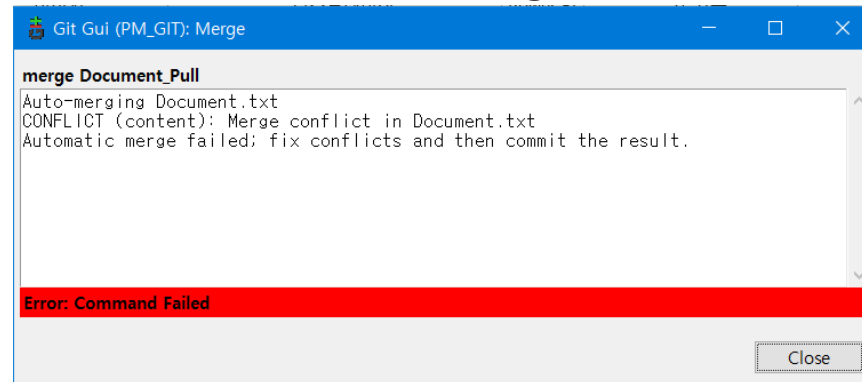 Git Gui (PM_GIT): Merge
merge Document_Pull
Auto-merging Document.txt
CONFLICT (content): Merge conflict in Document.txt
Automatic merge failed; fix conflicts and then commit the result.
Error: Command Failed
Close